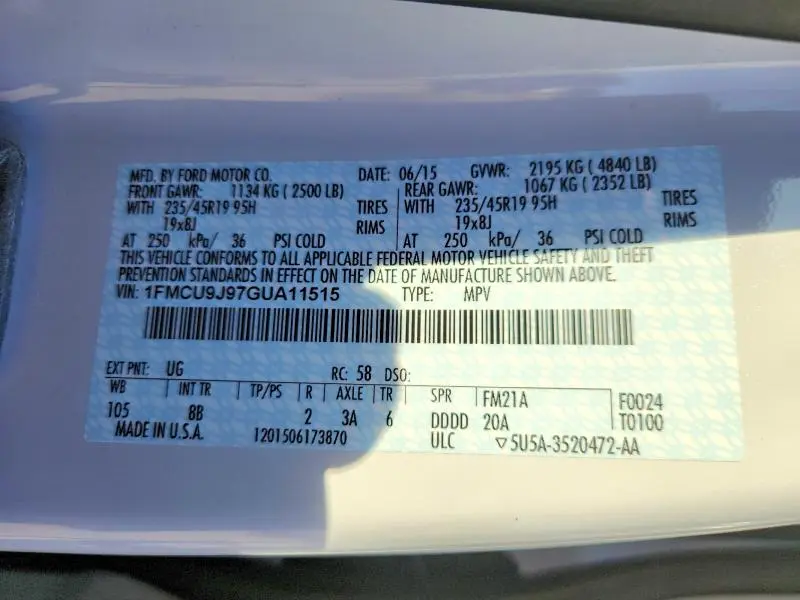 MFD. BY FORD MOTOR CO. DATE: 06/15 GVWR: 2195 KG ( 4840 LB)
FRONT GAWR: 1134 KG ( 2500 LB) REAR GAWR: 1067 KG ( 2352 LB)
WITH 235/45R19 95H TIRES WITH 235/45R19 95H TIRES
19x8J RIMS 19x8J RIMS
AT 250 kPa/ 36 PSI COLD AT 250 kPa/ 36 PSI COLD
THIS VEHICLE CONFORMS TO ALL APPLICABLE FEDERAL MOTOR VEHICLE SAFETY AND THEFT
PREVENTION STANDARDS IN EFFECT ON THE DATE OF MANUFACTURE SHOWN ABOVE.
VIN: 1FMCU9J97GUA11515 TYPE: MPV
EXT PNT: UG RC: 58 DSO:
WB INT TR TP/PS R AXLE TR SPR FM21A F0024
105 8B 2 3A 6 DDDD 20A T0100
MADE IN U.S.A. 1201506173870 ULC ▽5U5A-3520472-AA